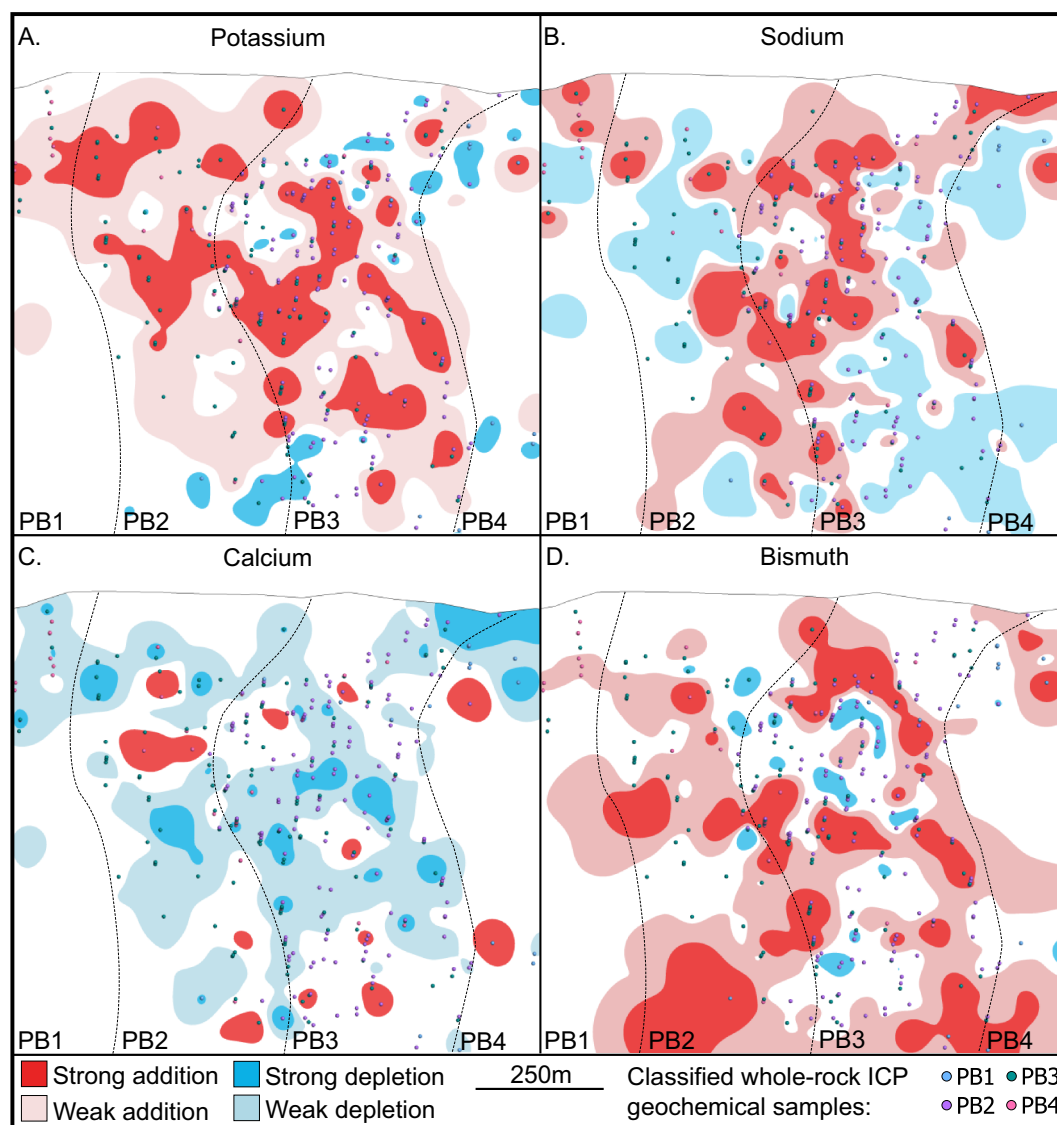 A. Potassium
B. Sodium
PB1 PB2 PB3 PB4
PB1 PB2 PB3 PB4
C. Calcium
D. Bismuth
PB1 PB2 PB3 PB4
PB1 PB2 PB3 PB4
Strong addition
Strong depletion
250m
Classified whole-rock ICP
PB1
PB3
Weak addition
Weak depletion
geochemical samples:
PB2
PB4